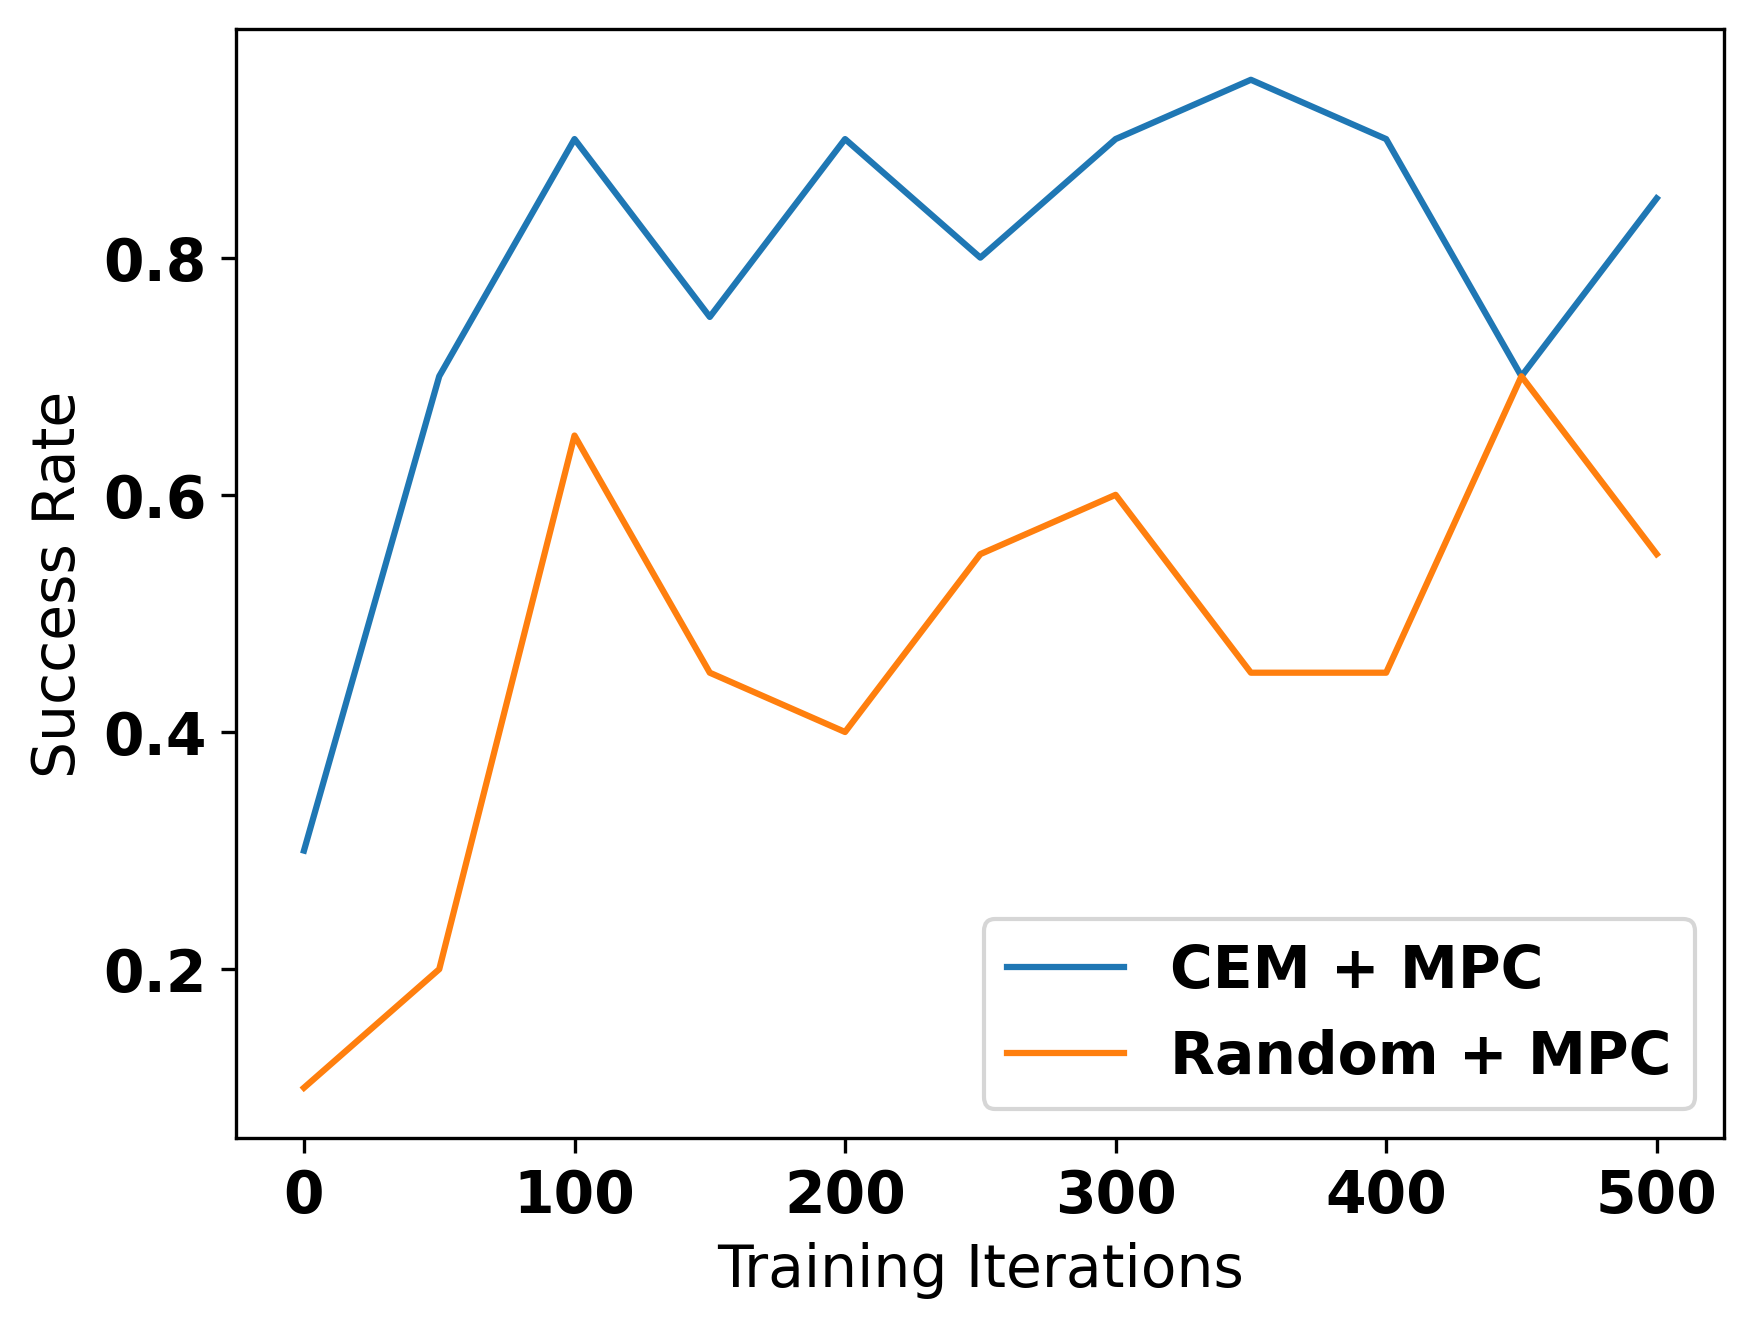 Success Rate
0.8
0.6
0.4
0.2
CEM + MPC
Random + MPC
0 100 200 300 400 500
Training Iterations